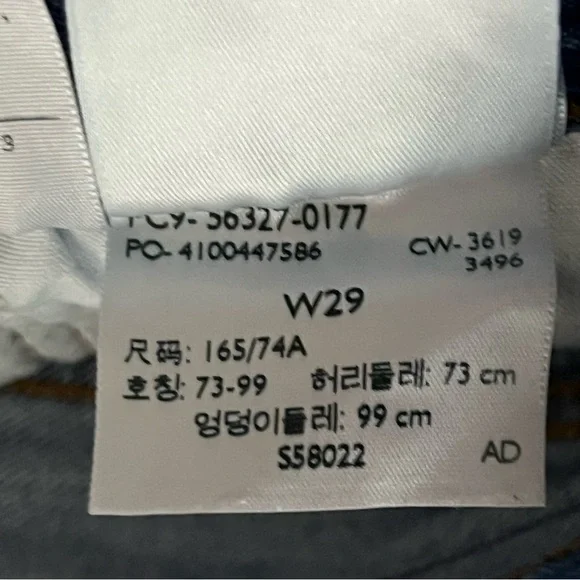 PC9- 56327-0177
PO- 4100447586 CW- 3619
3496
W29
尺码: 165/74A
호칭: 73-99 허리둘레: 73 cm
엉덩이둘레: 99 cm
S58022 AD
3